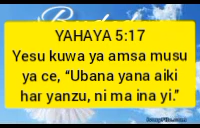 YAHAYA 5:17
Yesu kuwa ya amsa musu
ya ce, “Ubana yana aiki
har yanzu, ni ma ina yi.”